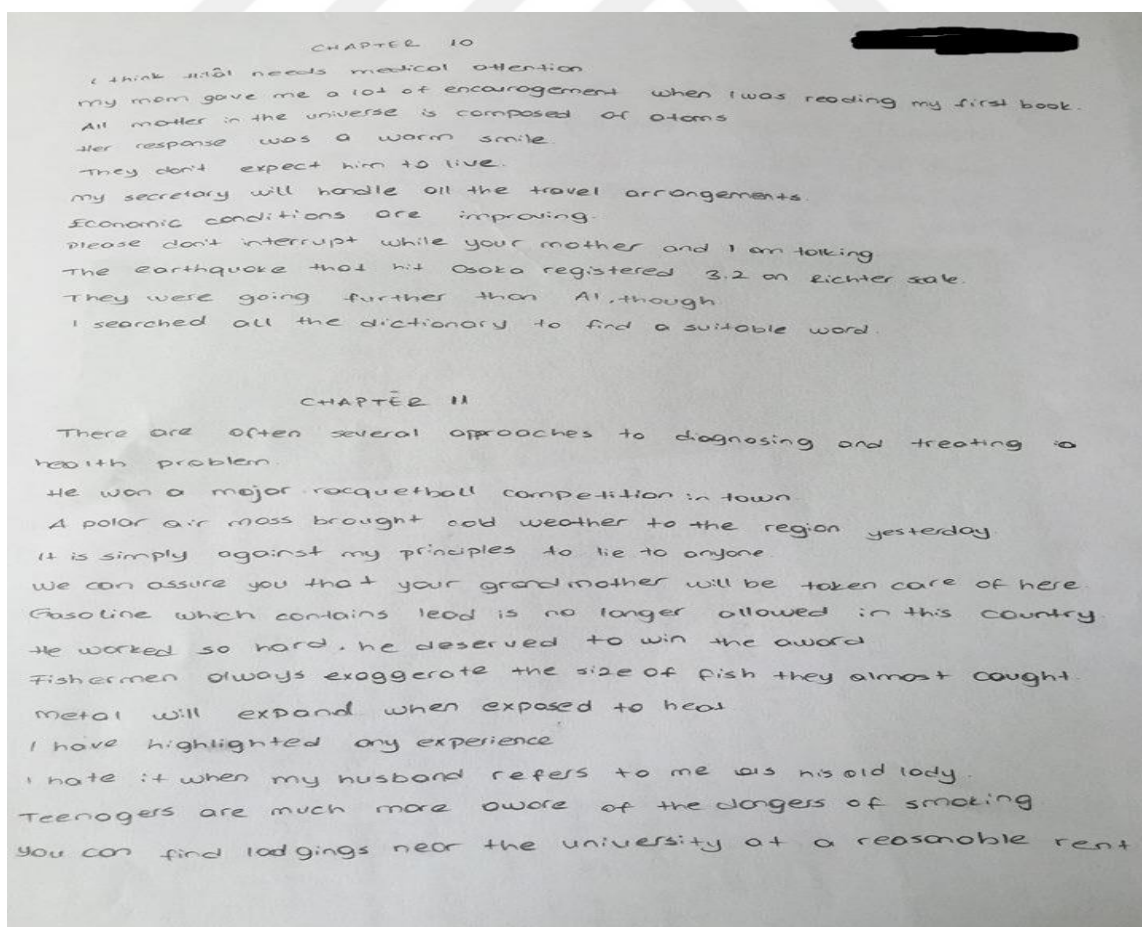 CHAPTER 10
I think Hilâl needs medical attention
my mom gave me a lot of encouragement when I was reading my first book.
All matter in the universe is composed of atoms
Her response was a warm smile.
They don't expect him to live.
my secretary will handle all the travel arrangements.
Economic conditions are improving.
Please don't interrupt while your mother and I am talking
The earthquake that hit Osaka registered 3.2 on Richter scale.
They were going further than Al, though
I searched all the dictionary to find a suitable word.
CHAPTER 11
There are often several approaches to diagnosing and treating a
health problem.
He won a major racquetball competition in town.
A polar air mass brought cold weather to the region yesterday.
It is simply against my principles to lie to anyone
we can assure you that your grandmother will be taken care of here.
Gasoline which contains lead is no longer allowed in this country.
He worked so hard, he deserved to win the award
Fishermen always exaggerate the size of fish they almost caught.
metal will expand when exposed to heat
I have highlighted any experience
I hate it when my husband refers to me as his old lady.
Teenagers are much more aware of the dangers of smoking
you can find lodgings near the university at a reasonable rent